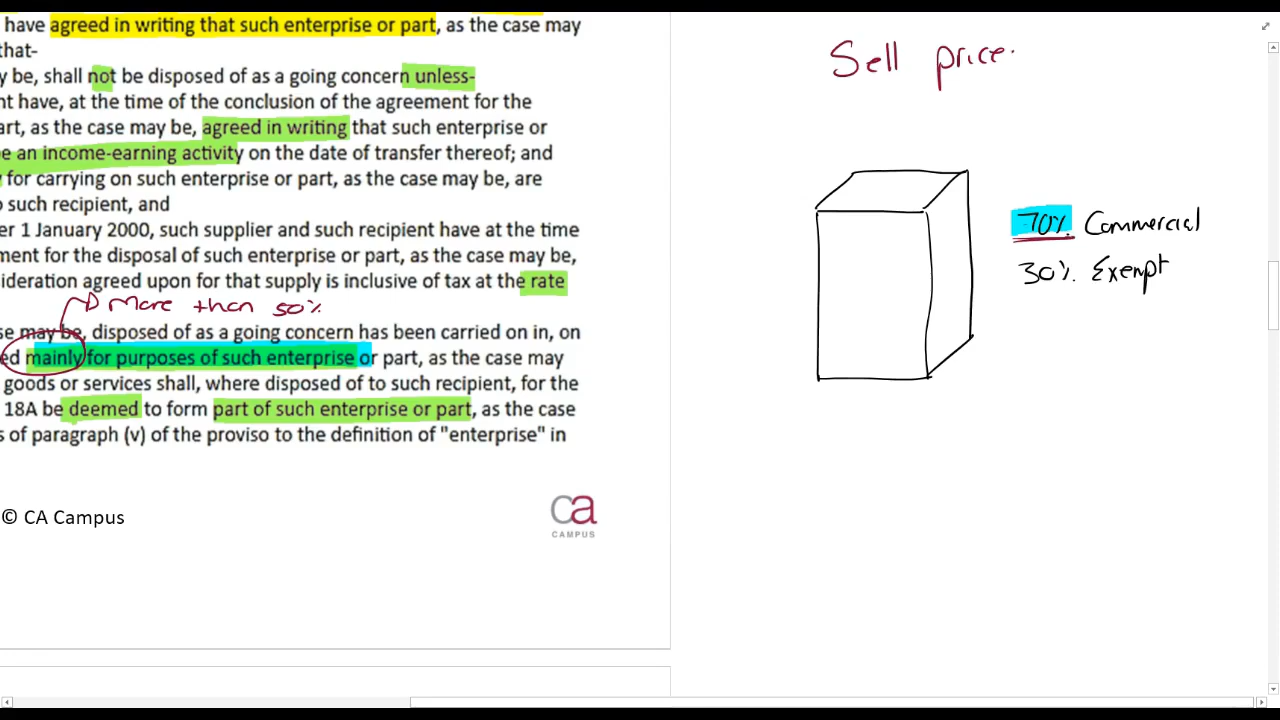 have agreed in writing that such enterprise or part, as the case may
that-
y be, shall not be disposed of as a going concern unless-
nt have, at the time of the conclusion of the agreement for the
art, as the case may be, agreed in writing that such enterprise or
e an income-earning activity on the date of transfer thereof; and
for carrying on such enterprise or part, as the case may be, are
o such recipient, and
er 1 January 2000, such supplier and such recipient have at the time
ment for the disposal of such enterprise or part, as the case may be,
ideration agreed upon for that supply is inclusive of tax at the rate
More than 50%
se may be, disposed of as a going concern has been carried on in, on
ed mainly for purposes of such enterprise or part, as the case may
goods or services shall, where disposed of to such recipient, for the
18A be deemed to form part of such enterprise or part, as the case
s of paragraph (v) of the proviso to the definition of "enterprise" in
© CA Campus
ca
CAMPUS
Sell price.
70% Commercial
30% Exempt